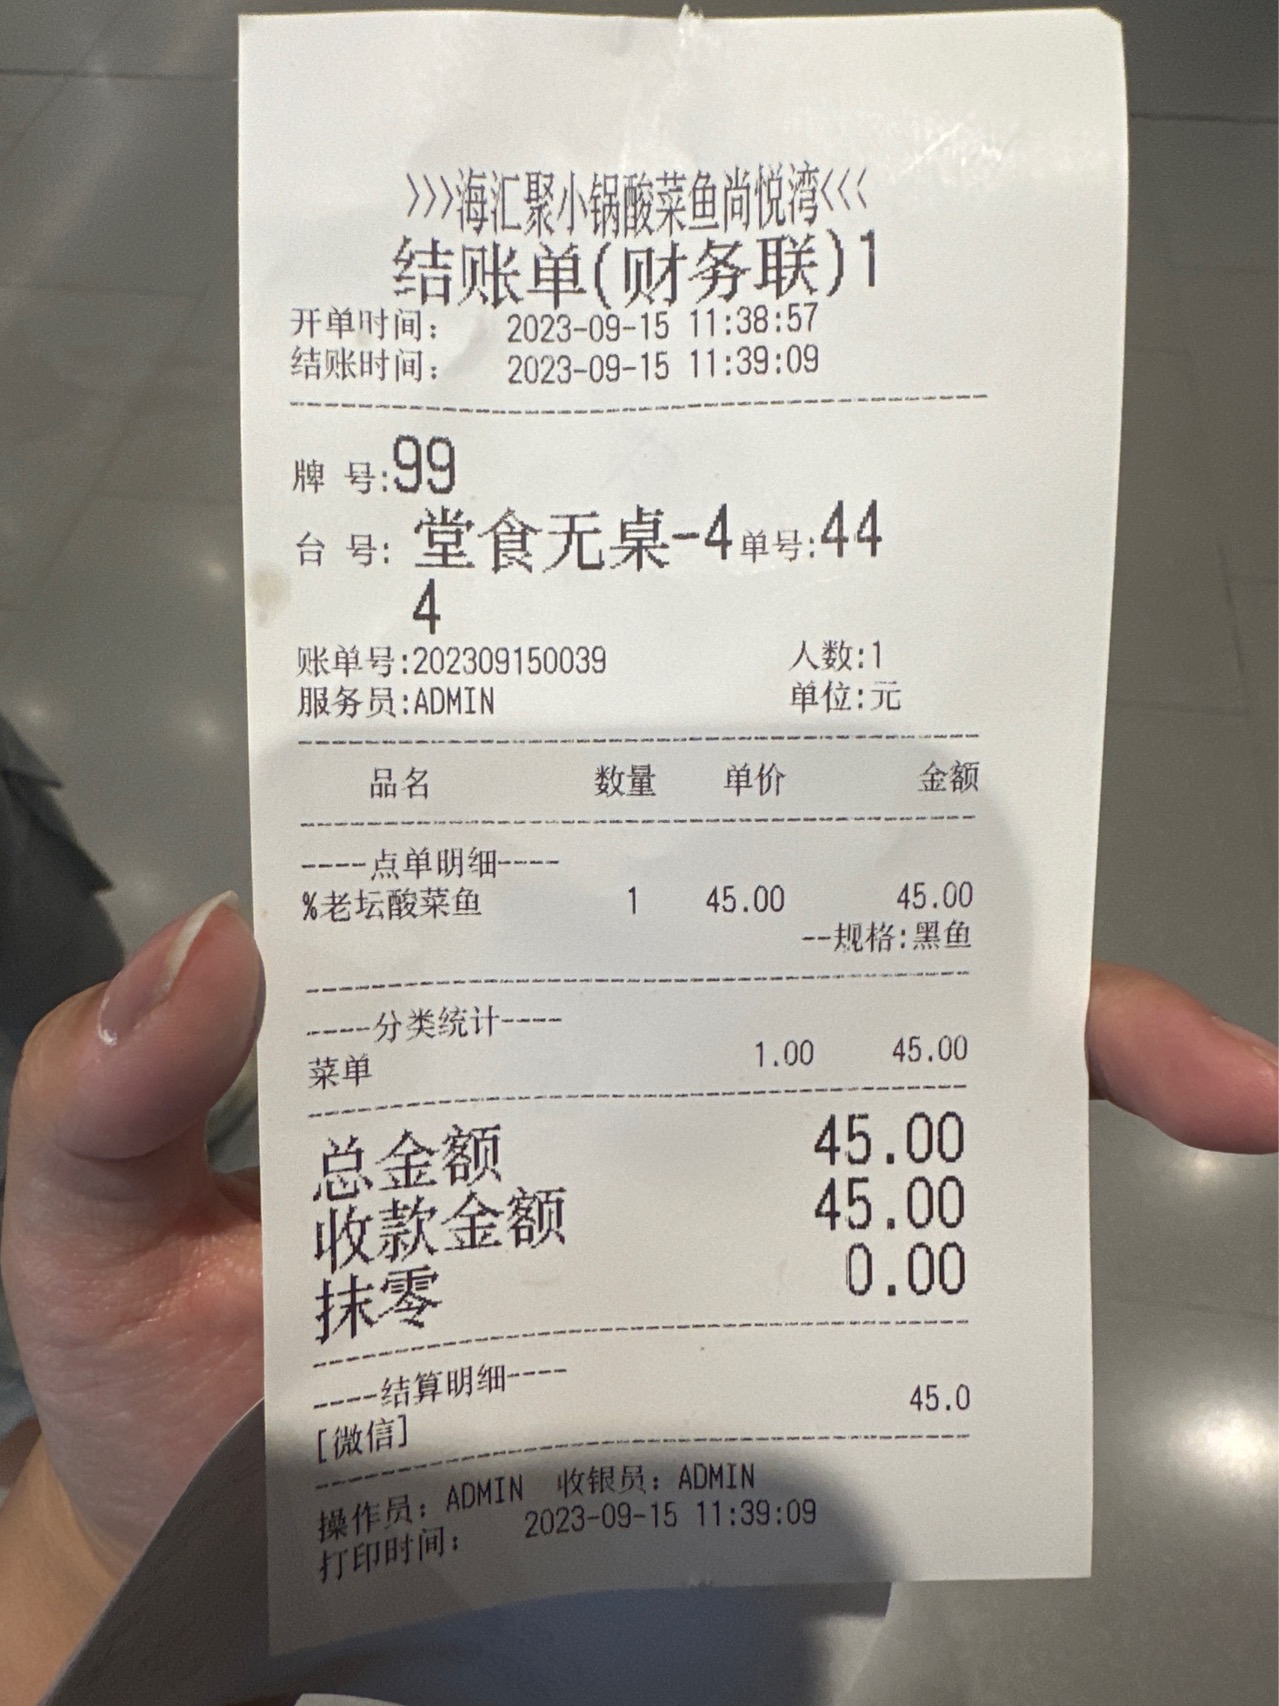 >>>海汇聚小锅酸菜鱼尚悦湾<<<
结账单(财务联)1
开单时间: 2023-09-15 11:38:57
结账时间: 2023-09-15 11:39:09
牌 号:99
台 号: 堂食无桌-4 单号:44
4
账单号:202309150039 人数:1
服务员:ADMIN 单位:元
品名 数量 单价 金额
----点单明细----
%老坛酸菜鱼 1 45.00 45.00
--规格:黑鱼
----分类统计----
菜单 1.00 45.00
总金额 45.00
收款金额 45.00
抹零 0.00
----结算明细----
[微信] 45.0
操作员: ADMIN 收银员: ADMIN
打印时间: 2023-09-15 11:39:09